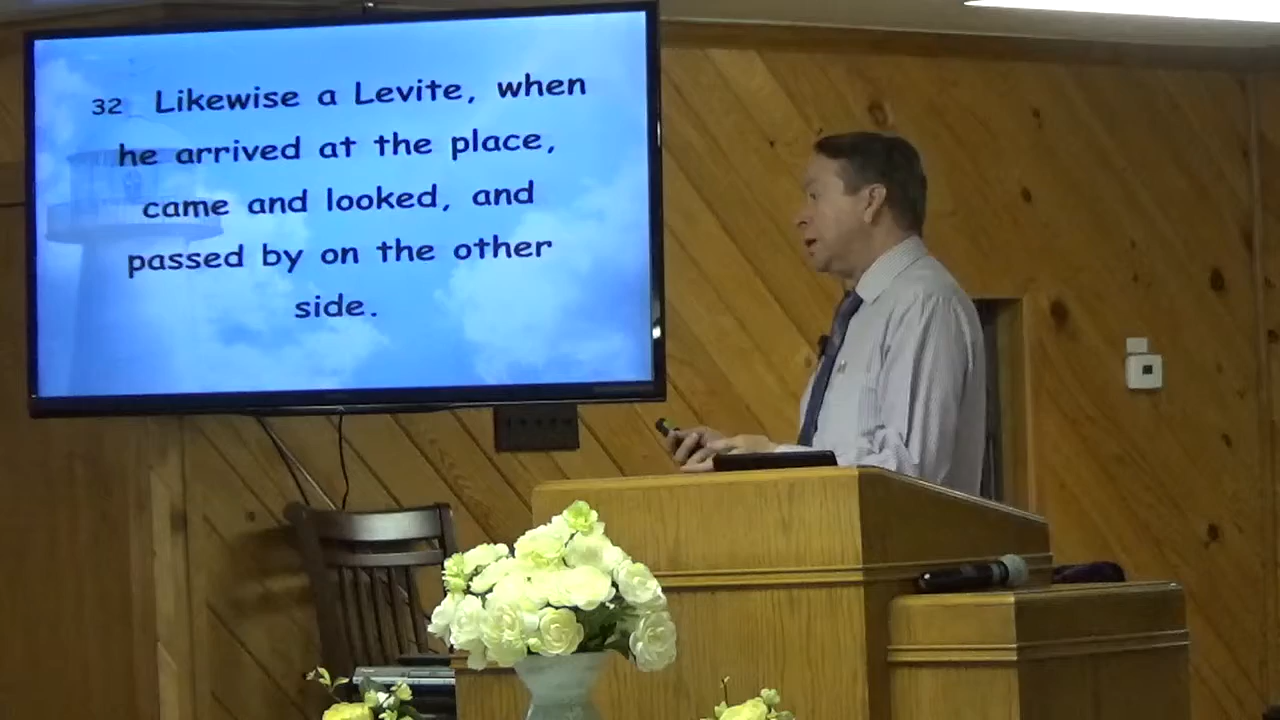 32 Likewise a Levite, when
he arrived at the place,
came and looked, and
passed by on the other
side.